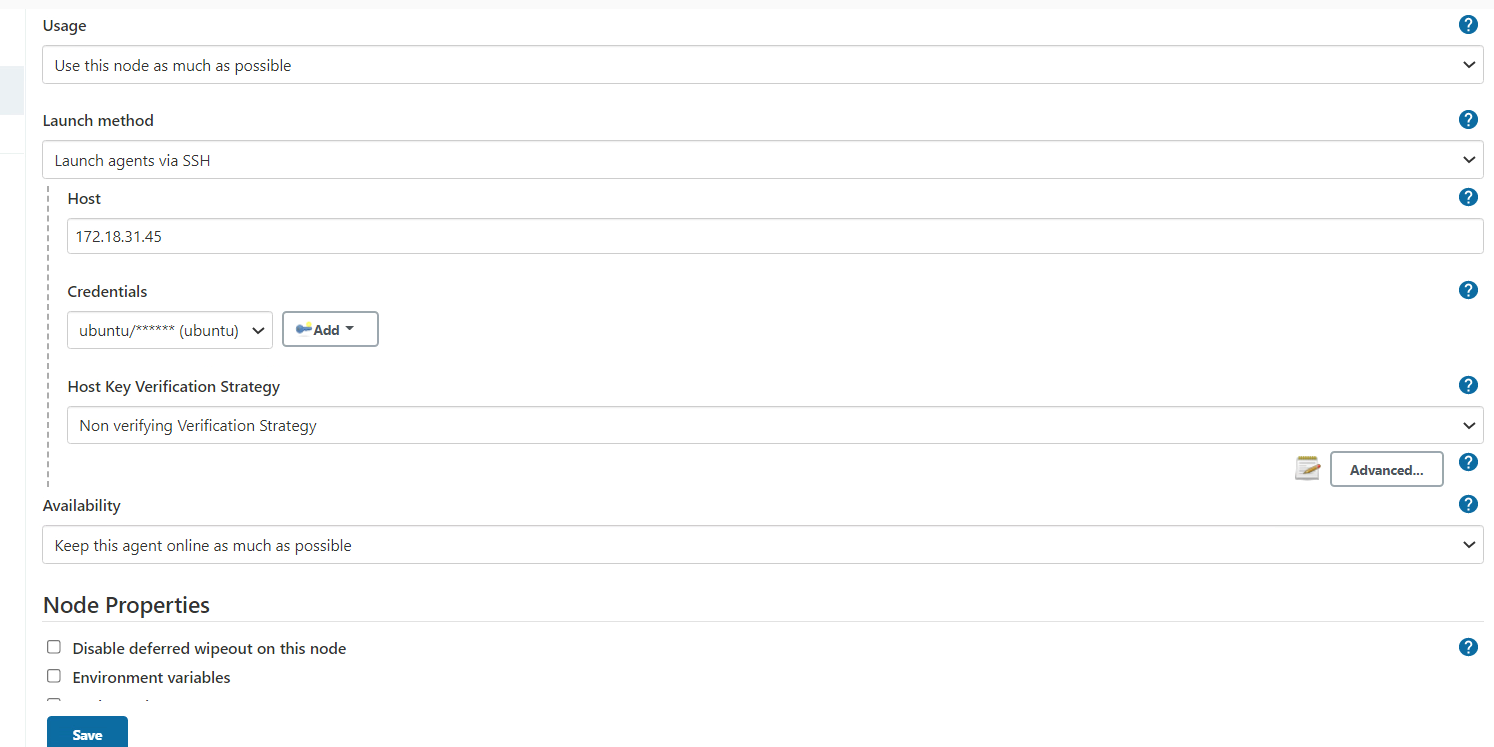 Usage
?
Use this node as much as possible
Launch method
?
Launch agents via SSH
Host
?
172.18.31.45
Credentials
?
ubuntu/****** (ubuntu)
Add
Host Key Verification Strategy
?
Non verifying Verification Strategy
Advanced...
?
Availability
?
Keep this agent online as much as possible
Node Properties
Disable deferred wipeout on this node
?
Environment variables
Save